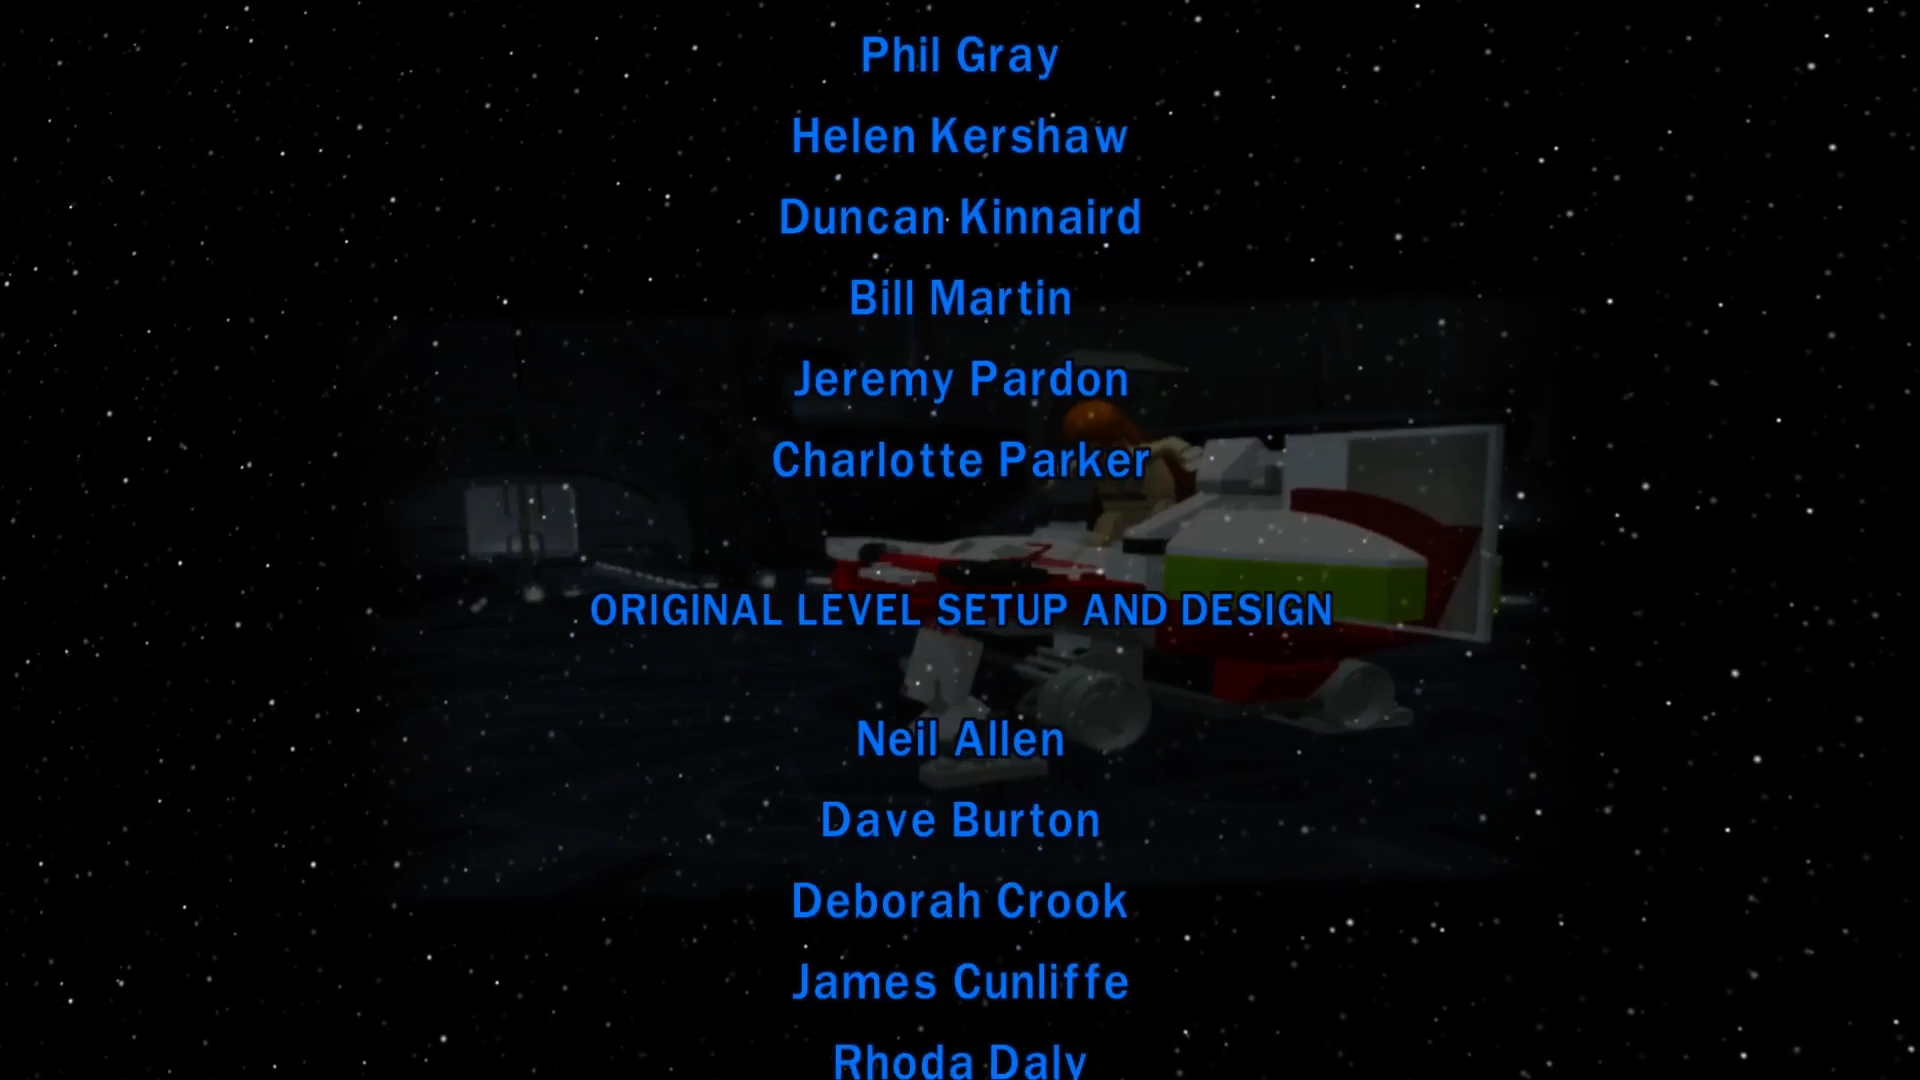 Phil Gray
Helen Kershaw
Duncan Kinnaird
Bill Martin
Jeremy Pardon
Charlotte Parker
ORIGINAL LEVEL SETUP AND DESIGN
Neil Allen
Dave Burton
Deborah Crook
James Cunliffe
Rhoda Daly